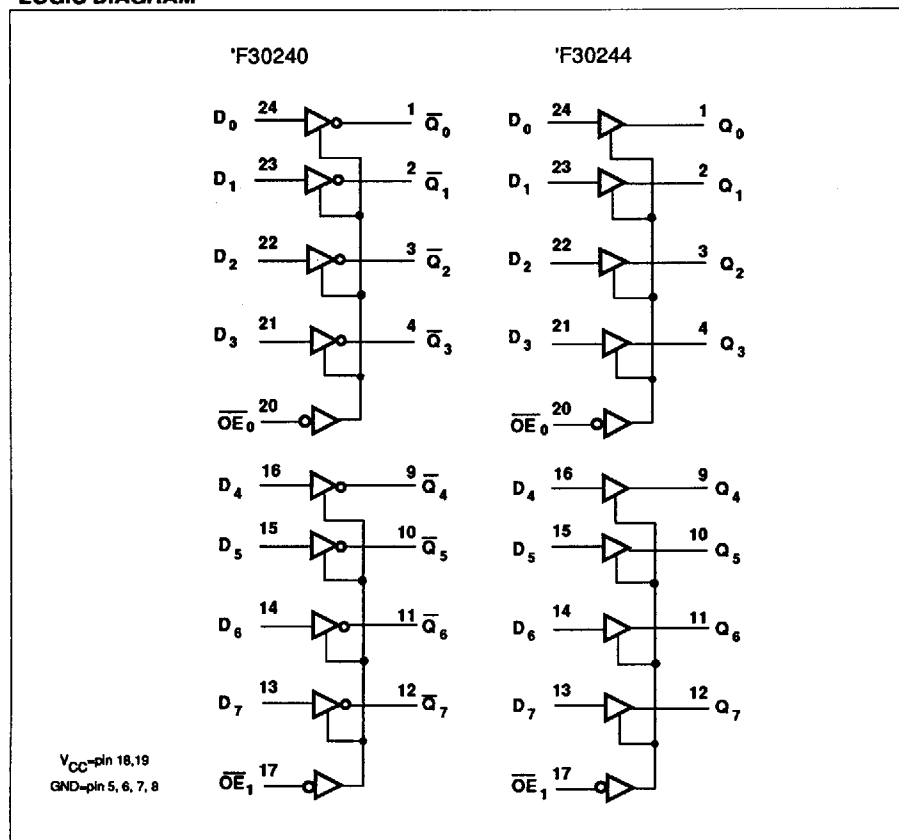 LOGIC DIAGRAM
'F30240
D0 24 1 Q̅0
D1 23 2 Q̅1
D2 22 3 Q̅2
D3 21 4 Q̅3
O̅E̅0 20
D4 16 9 Q̅4
D5 15 10 Q̅5
D6 14 11 Q̅6
D7 13 12 Q̅7
O̅E̅1 17
VCC=pin 18,19
GND=pin 5, 6, 7, 8
'F30244
D0 24 1 Q0
D1 23 2 Q1
D2 22 3 Q2
D3 21 4 Q3
O̅E̅0 20
D4 16 9 Q4
D5 15 10 Q5
D6 14 11 Q6
D7 13 12 Q7
O̅E̅1 17